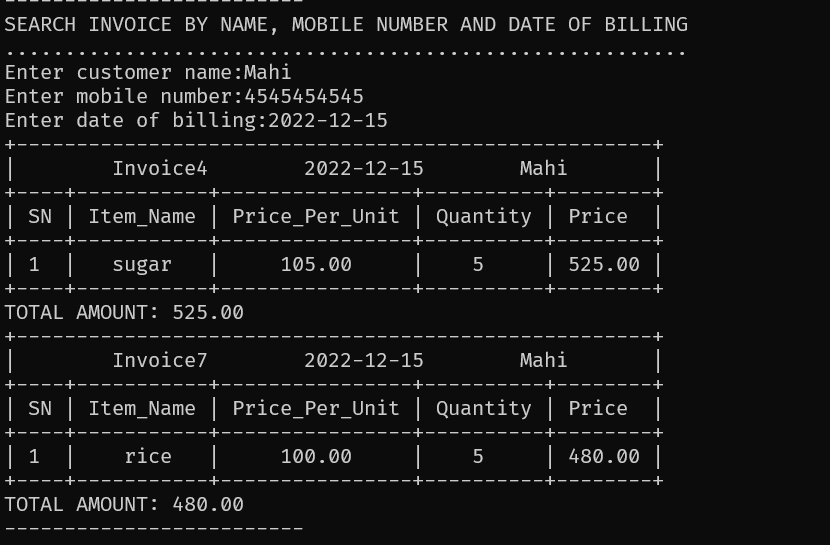 -------------------------
SEARCH INVOICE BY NAME, MOBILE NUMBER AND DATE OF BILLING
.........................................................
Enter customer name:Mahi
Enter mobile number:4545454545
Enter date of billing:2022-12-15
+-----------------------------------------------------+
|        Invoice4        2022-12-15        Mahi       |
+----+-----------+----------------+----------+--------+
| SN | Item_Name | Price_Per_Unit | Quantity | Price  |
+----+-----------+----------------+----------+--------+
| 1  |   sugar   |     105.00     |    5     | 525.00 |
+----+-----------+----------------+----------+--------+
TOTAL AMOUNT: 525.00
+-----------------------------------------------------+
|        Invoice7        2022-12-15        Mahi       |
+----+-----------+----------------+----------+--------+
| SN | Item_Name | Price_Per_Unit | Quantity | Price  |
+----+-----------+----------------+----------+--------+
| 1  |    rice   |     100.00     |    5     | 480.00 |
+----+-----------+----------------+----------+--------+
TOTAL AMOUNT: 480.00
-------------------------